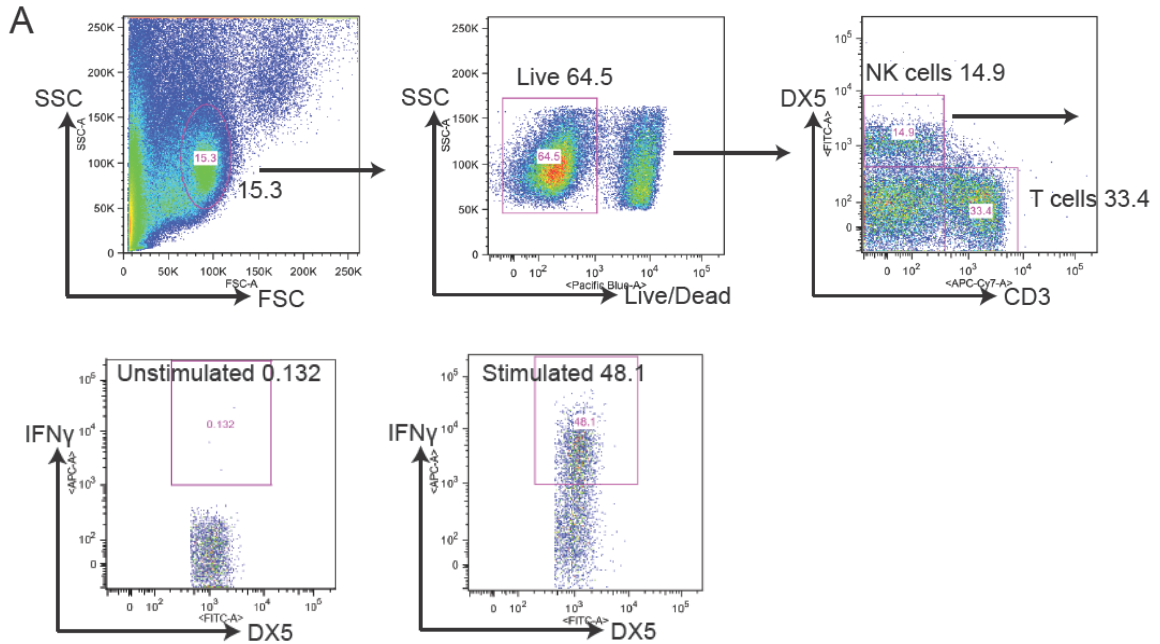 A
250K
200K
150K
100K
50K
0
SSC
SSC-A
15.3
15.3
0 50K 100K 150K 200K 250K
FSC-A
FSC
250K
200K
150K
100K
50K
0
SSC
SSC-A
Live 64.5
64.5
0 10² 10³ 10⁴ 10⁵
<Pacific Blue-A>
Live/Dead
10⁵
10⁴
10³
10²
0
DX5
<FITC-A>
NK cells 14.9
14.9
T cells 33.4
33.4
0 10² 10³ 10⁴ 10⁵
<APC-Cy7-A>
CD3
10⁵
10⁴
10³
10²
0
Unstimulated 0.132
0.132
IFNγ
<APC-A>
0 10² 10³ 10⁴ 10⁵
<FITC-A>
DX5
10⁵
10⁴
10³
10²
0
Stimulated 48.1
48.1
IFNγ
<APC-A>
0 10² 10³ 10⁴ 10⁵
<FITC-A>
DX5